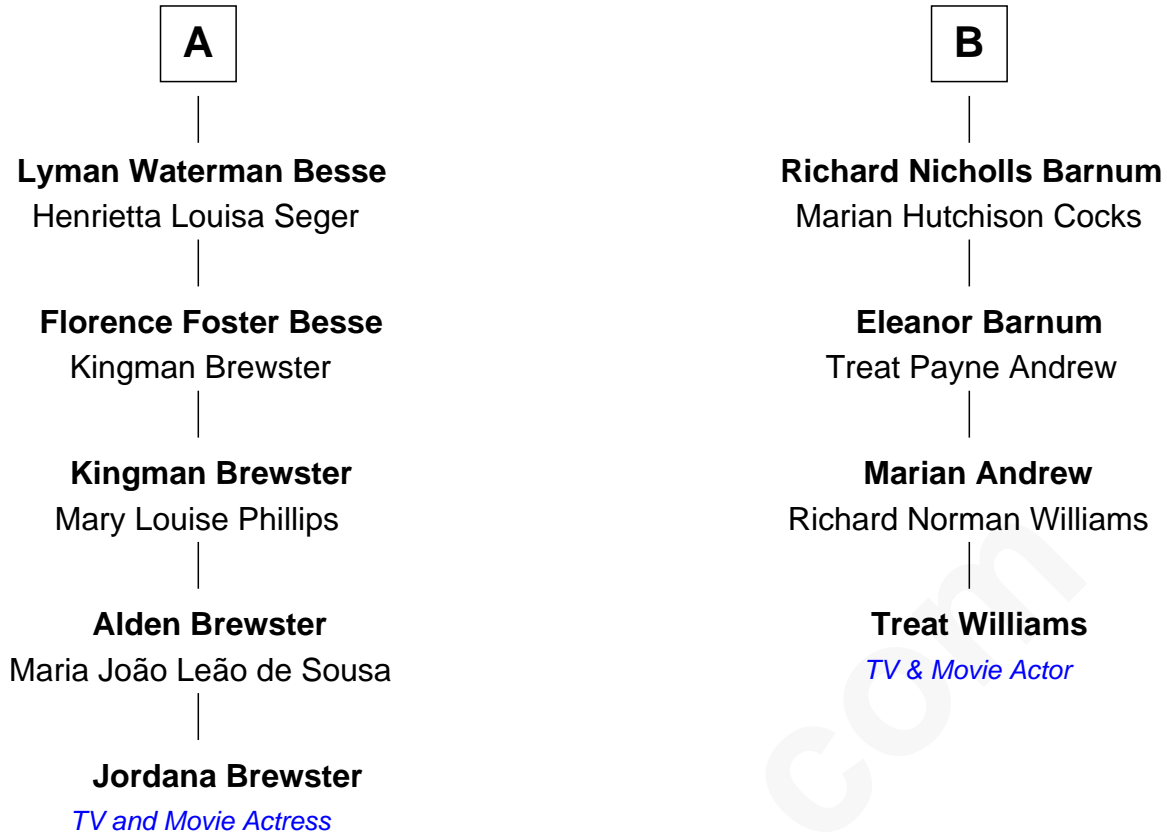 A
Lyman Waterman Besse
Henrietta Louisa Seger
Florence Foster Besse
Kingman Brewster
Kingman Brewster
Mary Louise Phillips
Alden Brewster
Maria João Leão de Sousa
Jordana Brewster
TV and Movie Actress
B
Richard Nicholls Barnum
Marian Hutchison Cocks
Eleanor Barnum
Treat Payne Andrew
Marian Andrew
Richard Norman Williams
Treat Williams
TV & Movie Actor
com